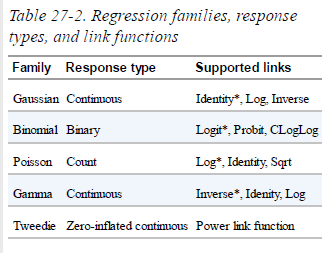 Table 27-2. Regression families, response
types, and link functions
Family Response type Supported links
Gaussian Continuous Identity*, Log, Inverse
Binomial Binary Logit*, Probit, CLogLog
Poisson Count Log*, Identity, Sqrt
Gamma Continuous Inverse*, Idenity, Log
Tweedie Zero-inflated continuous Power link function